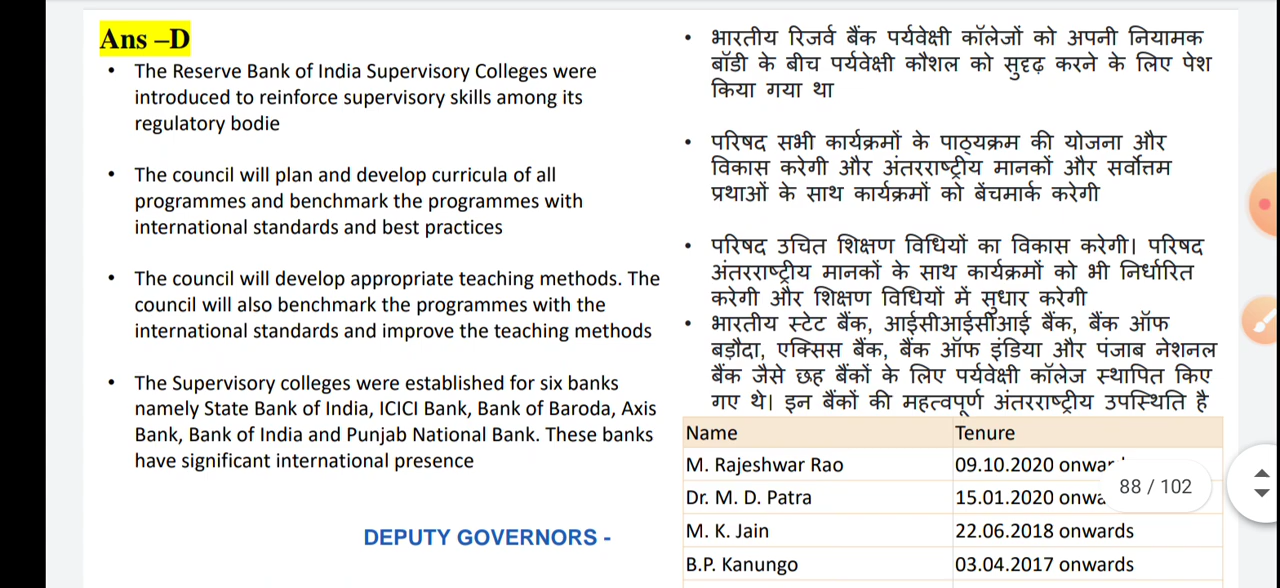 Ans –D
• The Reserve Bank of India Supervisory Colleges were
introduced to reinforce supervisory skills among its
regulatory bodie
• The council will plan and develop curricula of all
programmes and benchmark the programmes with
international standards and best practices
• The council will develop appropriate teaching methods. The
council will also benchmark the programmes with the
international standards and improve the teaching methods
• The Supervisory colleges were established for six banks
namely State Bank of India, ICICI Bank, Bank of Baroda, Axis
Bank, Bank of India and Punjab National Bank. These banks
have significant international presence
DEPUTY GOVERNORS -
• भारतीय रिजर्व बैंक पर्यवेक्षी कॉलेजों को अपनी नियामक
बॉडी के बीच पर्यवेक्षी कौशल को सुदृढ़ करने के लिए पेश
किया गया था
• परिषद सभी कार्यक्रमों के पाठ्यक्रम की योजना और
विकास करेगी और अंतरराष्ट्रीय मानकों और सर्वोत्तम
प्रथाओं के साथ कार्यक्रमों को बेंचमार्क करेगी
• परिषद उचित शिक्षण विधियों का विकास करेगी। परिषद
अंतरराष्ट्रीय मानकों के साथ कार्यक्रमों को भी निर्धारित
करेगी और शिक्षण विधियों में सुधार करेगी
• भारतीय स्टेट बैंक, आईसीआईसीआई बैंक, बैंक ऑफ
बड़ौदा, एक्सिस बैंक, बैंक ऑफ इंडिया और पंजाब नेशनल
बैंक जैसे छह बैंकों के लिए पर्यवेक्षी कॉलेज स्थापित किए
गए थे। इन बैंकों की महत्वपूर्ण अंतरराष्ट्रीय उपस्थिति है
Name Tenure
M. Rajeshwar Rao 09.10.2020
Dr. M. D. Patra 15.01.2020
M. K. Jain 22.06.2018 onwards
B.P. Kanungo 03.04.2017 onwards
88 / 102